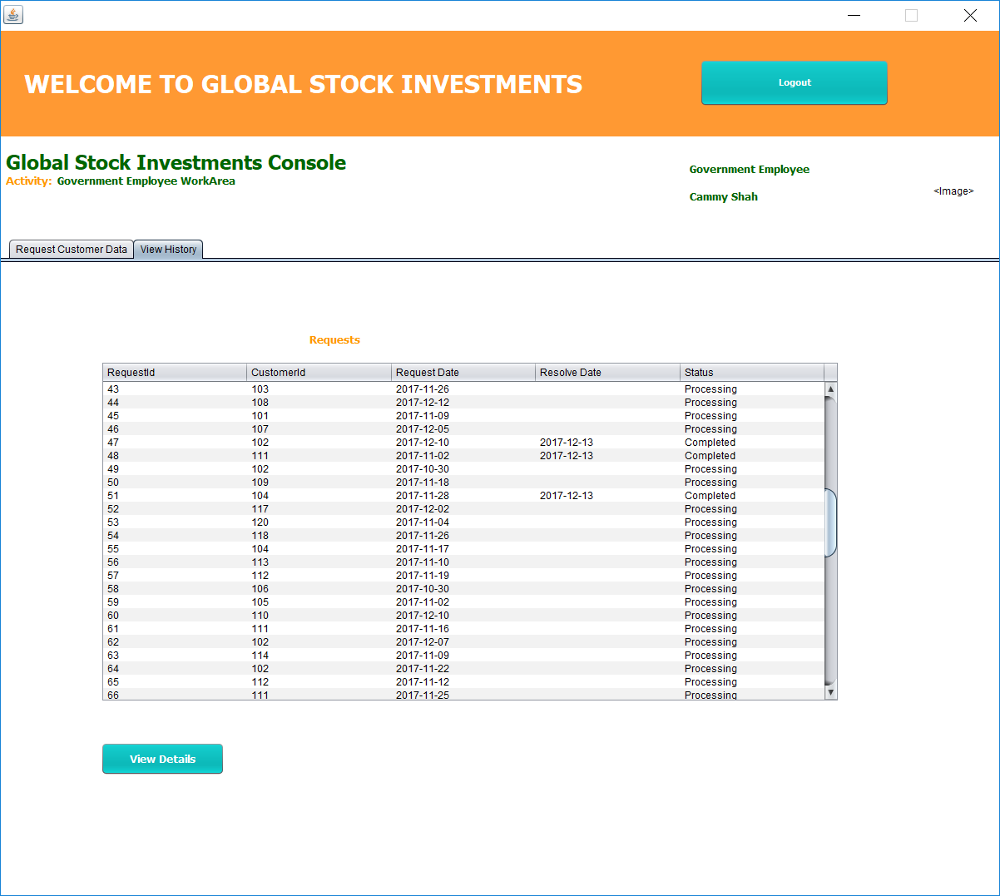 WELCOME TO GLOBAL STOCK INVESTMENTS
Logout
Global Stock Investments Console
Activity: Government Employee WorkArea
Government Employee
Cammy Shah
<Image>
Request Customer Data View History
Requests
RequestId CustomerId Request Date Resolve Date Status
43 103 2017-11-26 Processing
44 108 2017-12-12 Processing
45 101 2017-11-09 Processing
46 107 2017-12-05 Processing
47 102 2017-12-10 2017-12-13 Completed
48 111 2017-11-02 2017-12-13 Completed
49 102 2017-10-30 Processing
50 109 2017-11-18 Processing
51 104 2017-11-28 2017-12-13 Completed
52 117 2017-12-02 Processing
53 120 2017-11-04 Processing
54 118 2017-11-26 Processing
55 104 2017-11-17 Processing
56 113 2017-11-10 Processing
57 112 2017-11-19 Processing
58 106 2017-10-30 Processing
59 105 2017-11-02 Processing
60 110 2017-12-10 Processing
61 111 2017-11-16 Processing
62 102 2017-12-07 Processing
63 114 2017-11-09 Processing
64 102 2017-11-22 Processing
65 112 2017-11-12 Processing
66 111 2017-11-25 Processing
View Details